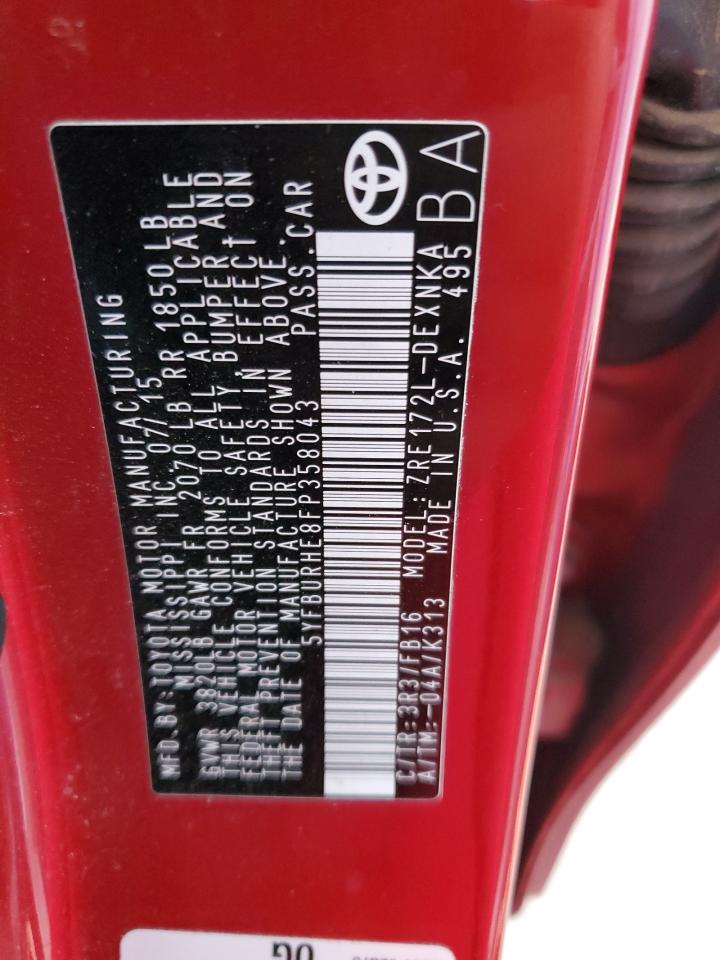 MFD.BY: TOYOTA MOTOR MANUFACTURING
MISSISSIPPI INC. 07/15
GVWR 3820LB GAWR FR 2070LB RR 1850LB
THIS VEHICLE CONFORMS TO ALL APPLICABLE
FEDERAL MOTOR VEHICLE SAFETY, BUMPER AND
THEFT PREVENTION STANDARDS IN EFFECT ON
THE DATE OF MANUFACTURE SHOWN ABOVE.
5YFBURHE8FP358043 PASS.CAR
C/TR: 3R3/FB16 MODEL: ZRE172L-DEXNKA
A/TM: -04A/K313 MADE IN U.S.A. 495
BA
OG